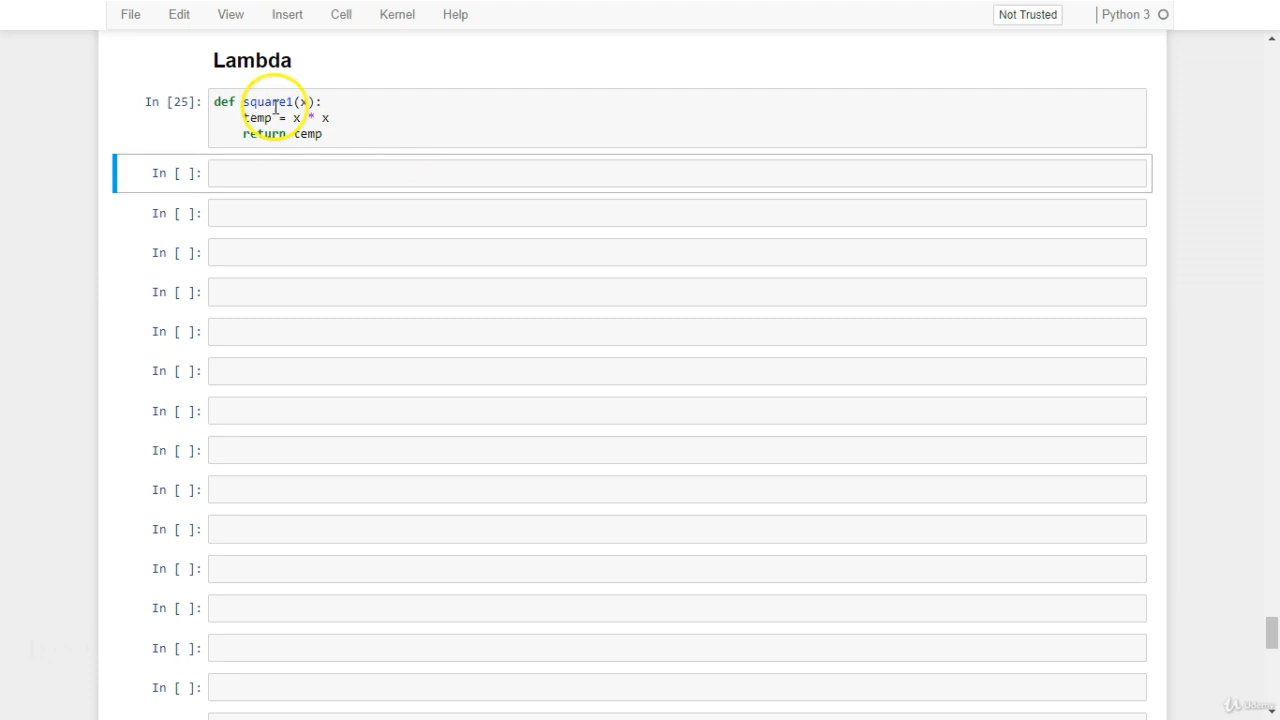 File Edit View Insert Cell Kernel Help Not Trusted Python 3
Lambda
In [25]: def square1(x):
temp = x * x
return temp
In [ ]:
In [ ]:
In [ ]:
In [ ]:
In [ ]:
In [ ]:
In [ ]:
In [ ]:
In [ ]:
In [ ]:
In [ ]:
In [ ]:
In [ ]:
In [ ]:
Udemy